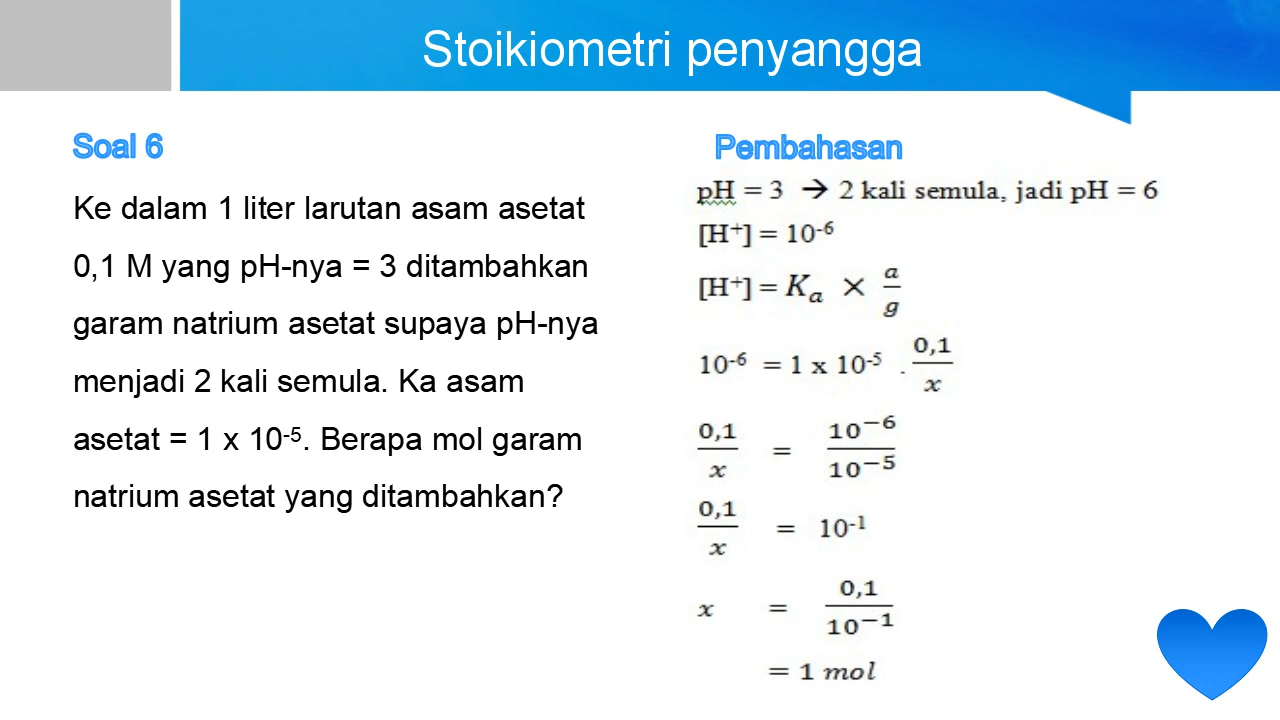 Stoikiometri penyangga
Soal 6
Ke dalam 1 liter larutan asam asetat
0,1 M yang pH-nya = 3 ditambahkan
garam natrium asetat supaya pH-nya
menjadi 2 kali semula. Ka asam
asetat = 1 x 10⁻⁵. Berapa mol garam
natrium asetat yang ditambahkan?
Pembahasan
pH = 3 → 2 kali semula, jadi pH = 6
[H⁺] = 10⁻⁶
[H⁺] = Kₐ × a/g
10⁻⁶ = 1 x 10⁻⁵ . 0,1/x
0,1/x = 10⁻⁶/10⁻⁵
0,1/x = 10⁻¹
x = 0,1/10⁻¹
= 1 mol